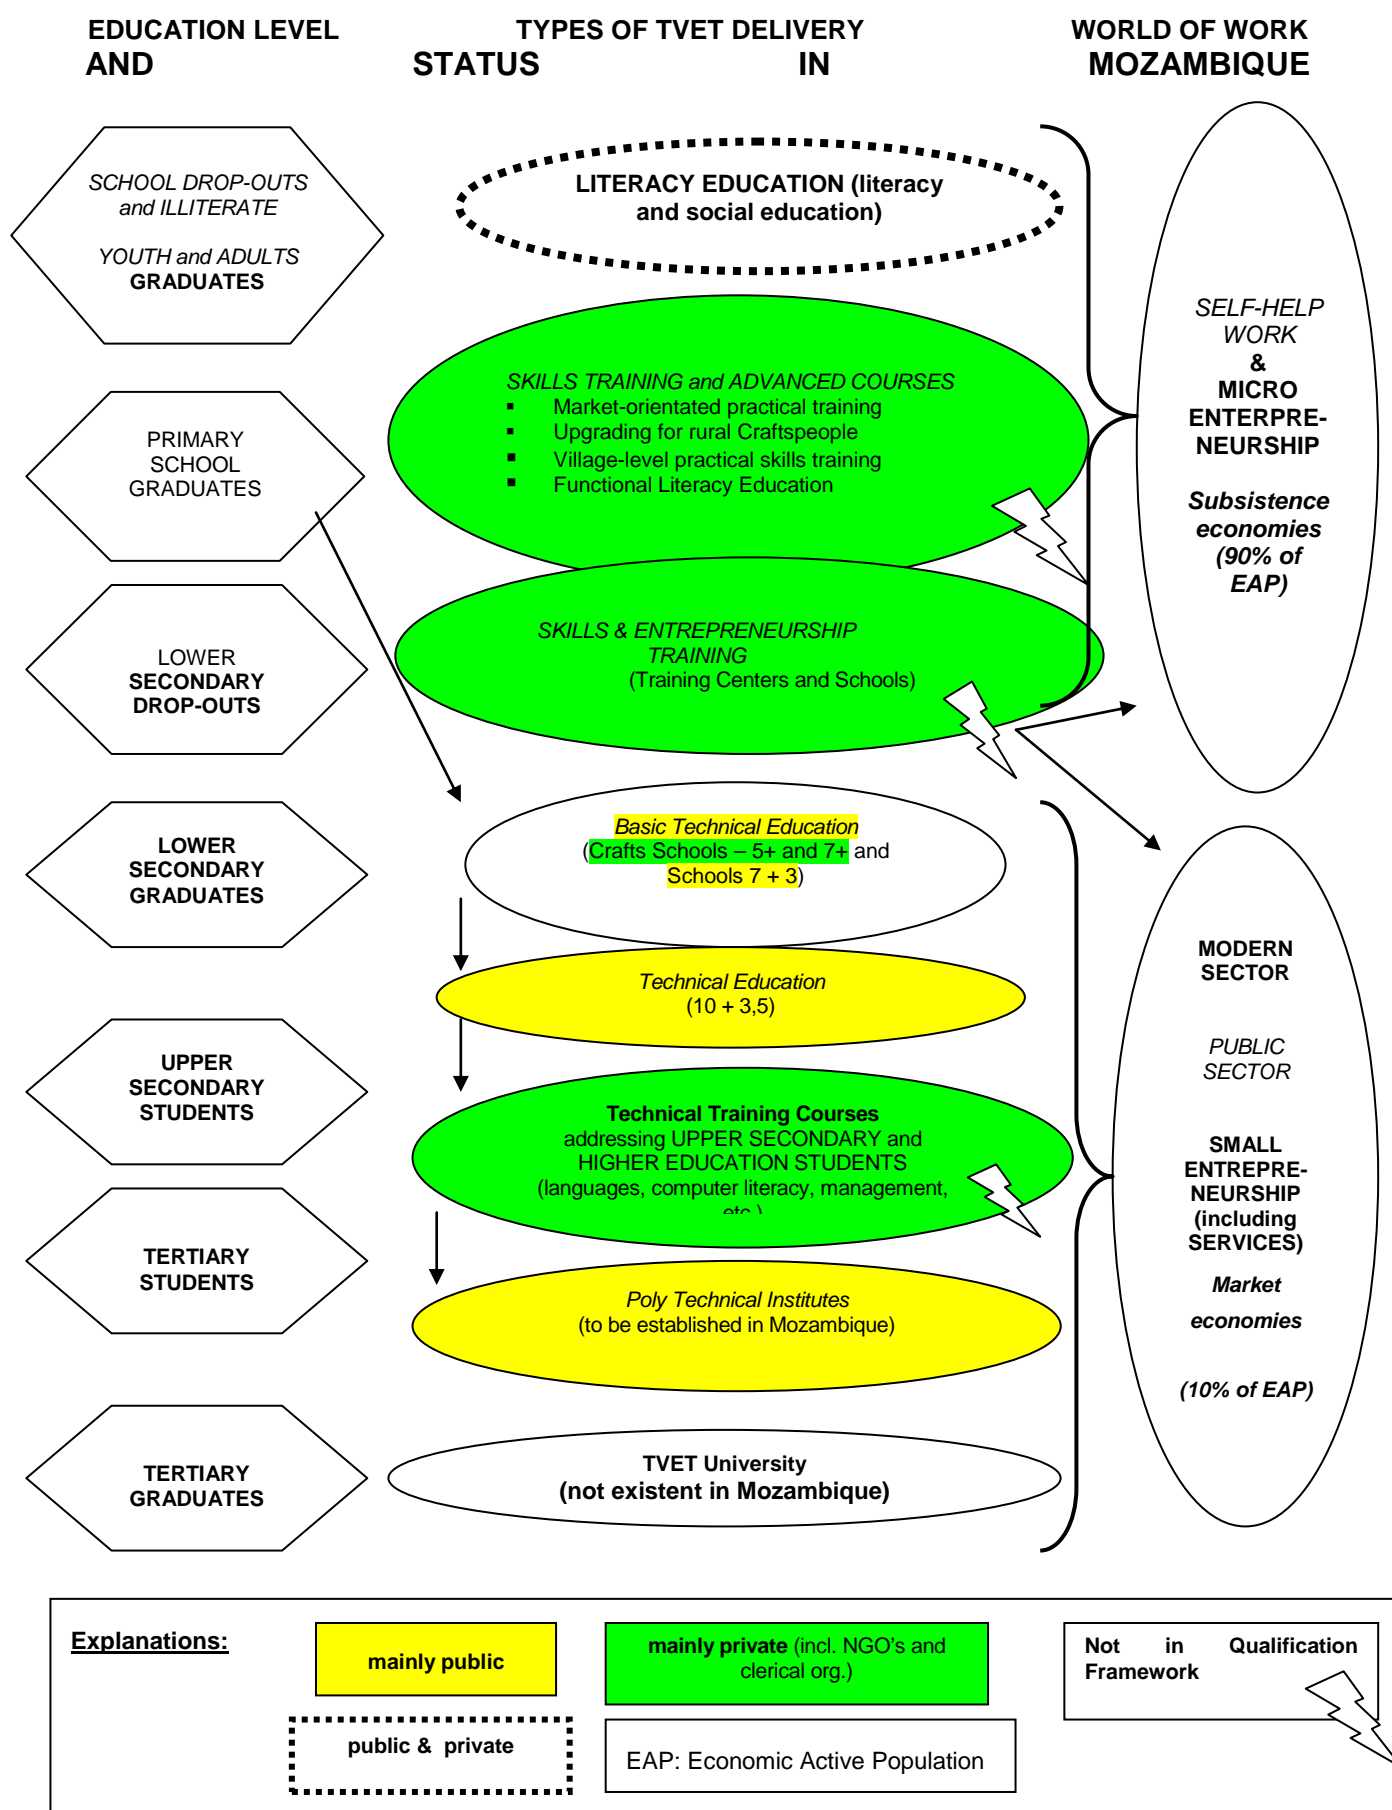 EDUCATION LEVEL TYPES OF TVET DELIVERY WORLD OF WORK
AND STATUS IN MOZAMBIQUE
SCHOOL DROP-OUTS
and ILLITERATE
YOUTH and ADULTS
GRADUATES
PRIMARY
SCHOOL
GRADUATES
LOWER
SECONDARY
DROP-OUTS
LOWER
SECONDARY
GRADUATES
UPPER
SECONDARY
STUDENTS
TERTIARY
STUDENTS
TERTIARY
GRADUATES
LITERACY EDUCATION (literacy
and social education)
SKILLS TRAINING and ADVANCED COURSES
▪ Market-orientated practical training
▪ Upgrading for rural Craftspeople
▪ Village-level practical skills training
▪ Functional Literacy Education
SKILLS & ENTREPRENEURSHIP
TRAINING
(Training Centers and Schools)
Basic Technical Education
(Crafts Schools – 5+ and 7+ and
Schools 7 + 3)
Technical Education
(10 + 3,5)
Technical Training Courses
addressing UPPER SECONDARY and
HIGHER EDUCATION STUDENTS
(languages, computer literacy, management,
etc.)
Poly Technical Institutes
(to be established in Mozambique)
TVET University
(not existent in Mozambique)
SELF-HELP
WORK
&
MICRO
ENTERPRE-
NEURSHIP
Subsistence
economies
(90% of
EAP)
MODERN
SECTOR
PUBLIC
SECTOR
SMALL
ENTREPRE-
NEURSHIP
(including
SERVICES)
Market
economies
(10% of EAP)
Explanations:
mainly public
mainly private (incl. NGO's and
clerical org.)
Not in Qualification
Framework
public & private
EAP: Economic Active Population